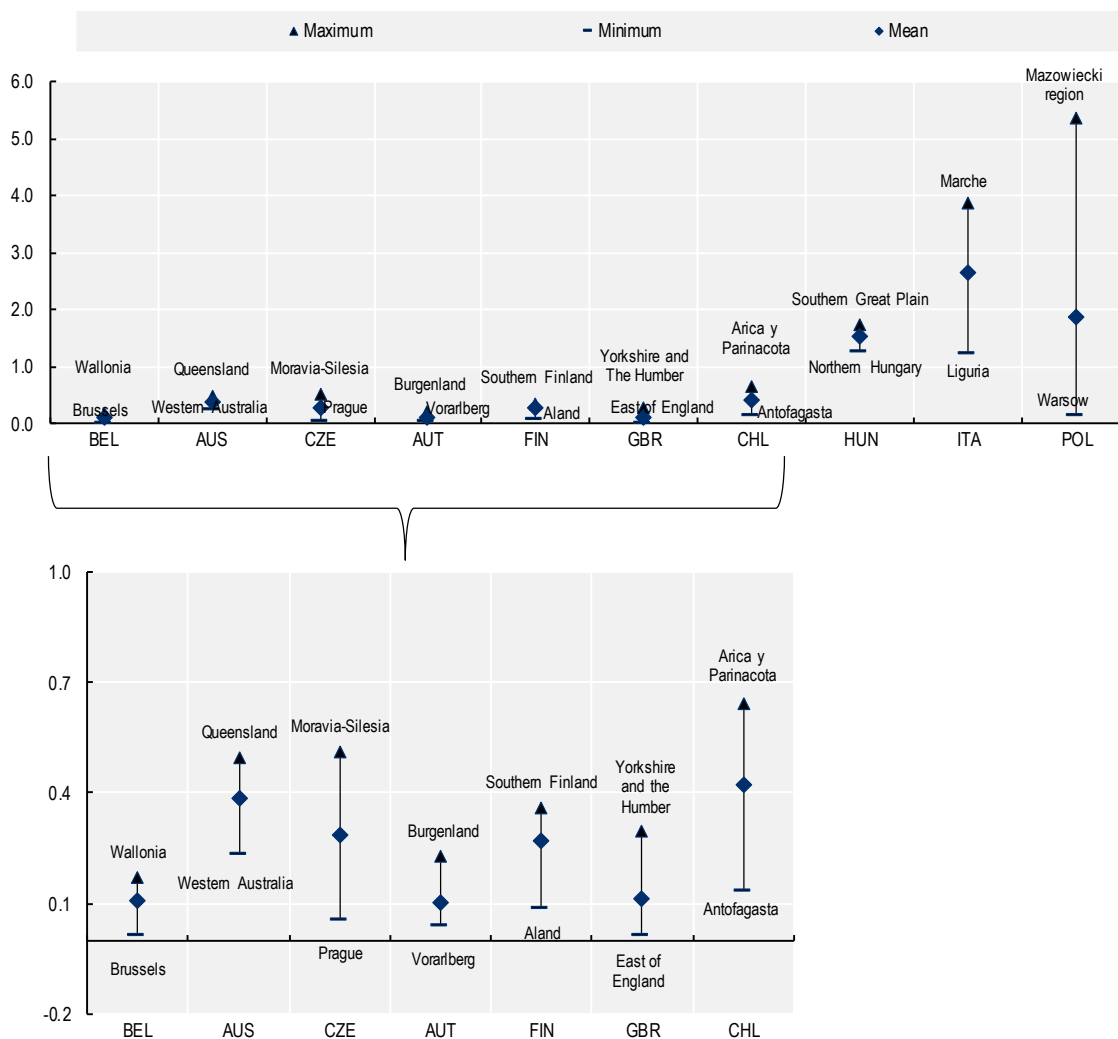 Maximum Minimum Mean
6.0
5.0
4.0
3.0
2.0
1.0
0.0
Mazowiecki
region
Marche
Southern Great Plain
Arica y
Parinacota
Yorkshire and
The Humber
Wallonia
Queensland
Moravia-Silesia
Burgenland
Southern Finland
Northern Hungary
Liguria
Brussels
Western Australia
Prague
Vorarlberg
Aland
East of England
Antofagasta
Warsow
BEL AUS CZE AUT FIN GBR CHL HUN ITA POL
1.0
0.7
0.4
0.1
-0.2
Arica y
Parinacota
Queensland
Moravia-Silesia
Southern Finland
Yorkshire
and the
Humber
Burgenland
Wallonia
Western Australia
Antofagasta
Aland
Prague
Vorarlberg
Brussels
East of
England
BEL AUS CZE AUT FIN GBR CHL